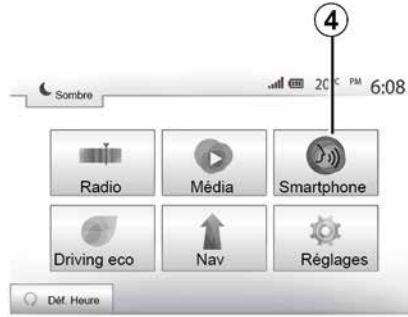 4
Sombre
20°C PM 6:08
Radio Média Smartphone
Driving eco Nav Réglages
Déf. Heure